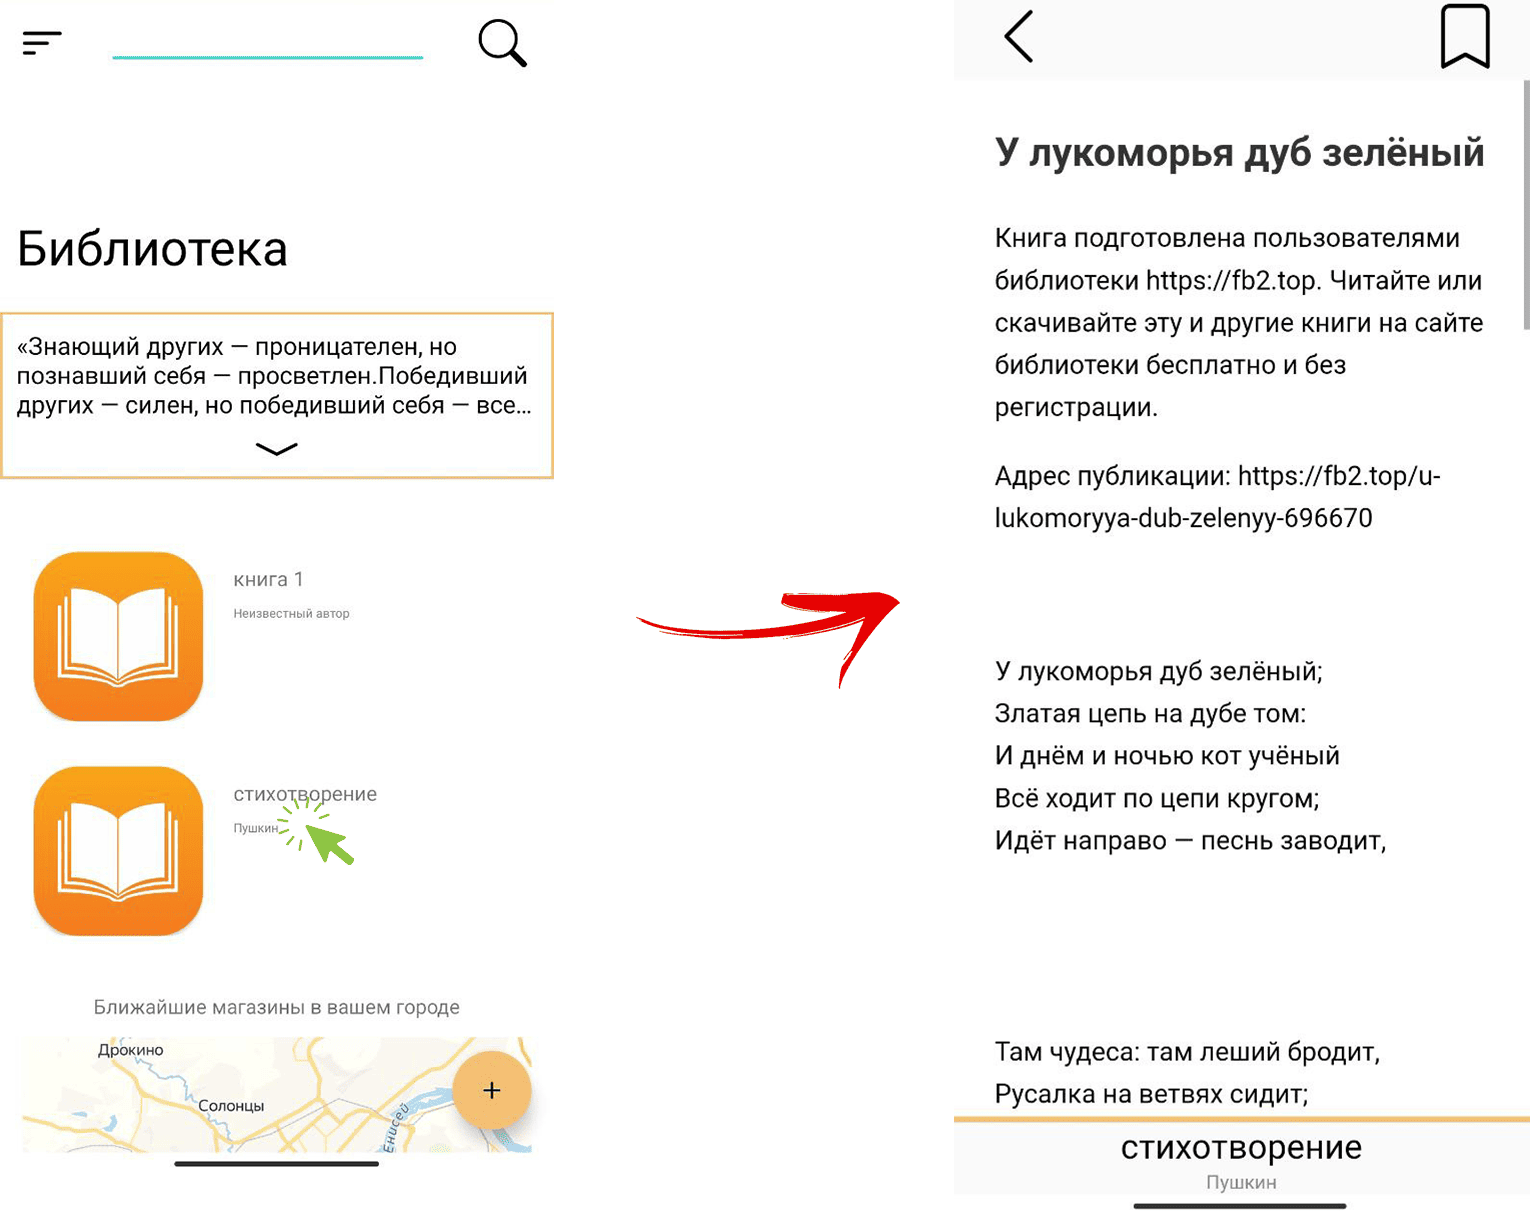 Библиотека
«Знающий других — проницателен, но
познавший себя — просветлен.Победивший
других — силен, но победивший себя — все...
книга 1
Неизвестный автор
стихотворение
Пушкин
Ближайшие магазины в вашем городе
Дрокино
Солонцы
Енисей
+
У лукоморья дуб зелёный
Книга подготовлена пользователями
библиотеки https://fb2.top. Читайте или
скачивайте эту и другие книги на сайте
библиотеки бесплатно и без
регистрации.
Адрес публикации: https://fb2.top/u-
lukomoryya-dub-zelenyy-696670
У лукоморья дуб зелёный;
Златая цепь на дубе том:
И днём и ночью кот учёный
Всё ходит по цепи кругом;
Идёт направо — песнь заводит,
Там чудеса: там леший бродит,
Русалка на ветвях сидит;
стихотворение
Пушкин